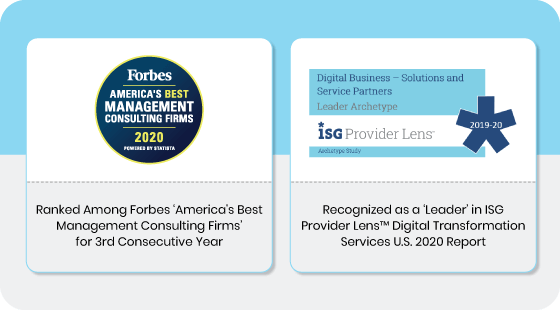 Forbes
AMERICA'S BEST
MANAGEMENT
CONSULTING FIRMS
2020
POWERED BY STATISTA
Ranked Among Forbes 'America's Best
Management Consulting Firms'
for 3rd Consecutive Year
Digital Business – Solutions and
Service Partners
Leader Archetype
2019-20
ISG Provider Lens™
Archetype Study
Recognized as a 'Leader' in ISG
Provider Lens™ Digital Transformation
Services U.S. 2020 Report